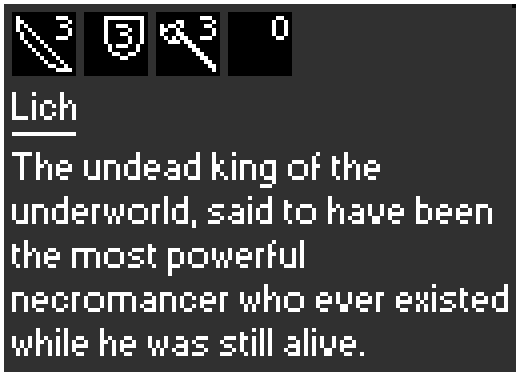 3 3 3 0
Lich
The undead king of the
underworld, said to have been
the most powerful
necromancer who ever existed
while he was still alive.